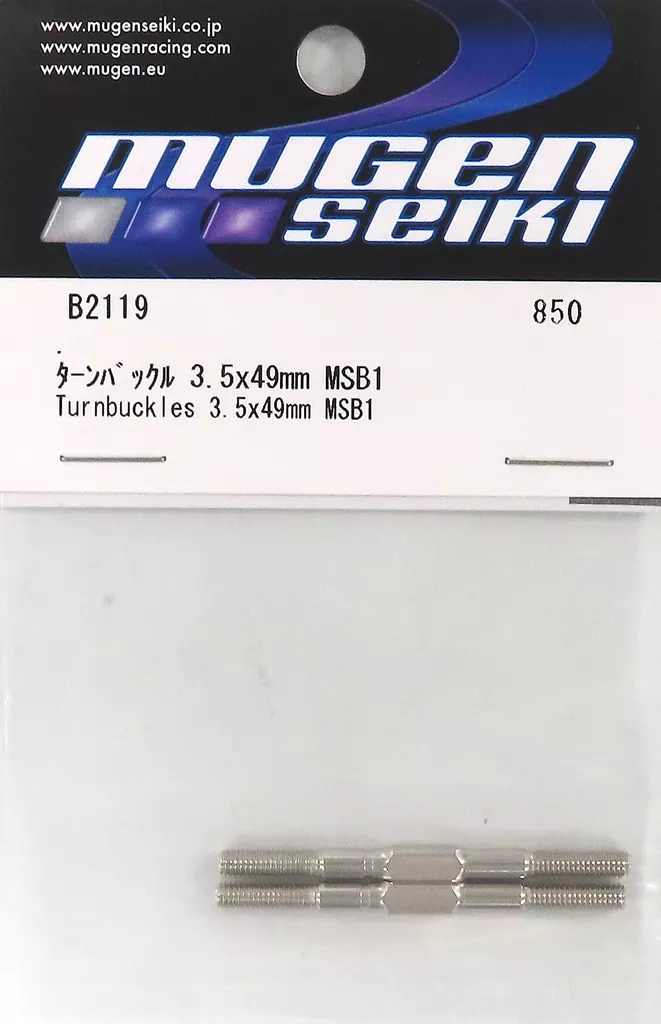 www.mugenseiki.co.jp
www.mugenracing.com
www.mugen.eu
mugen
seiki
B2119 850
ﾀｰﾝﾊﾞｯｸﾙ 3.5x49mm MSB1
Turnbuckles 3.5x49mm MSB1